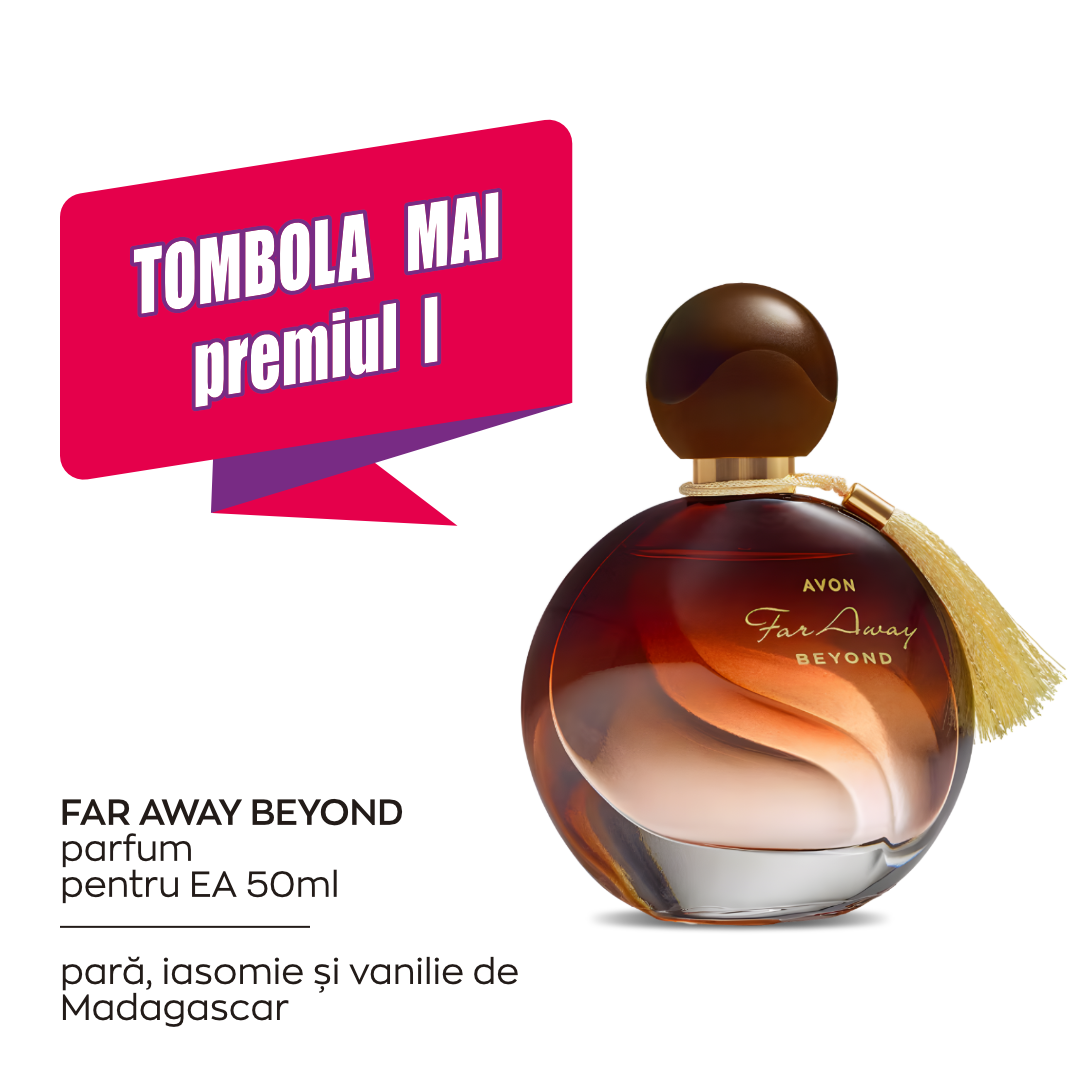 TOMBOLA MAI
premiul I
AVON
Far Away
BEYOND
FAR AWAY BEYOND
parfum
pentru EA 50ml
pară, iasomie și vanilie de
Madagascar